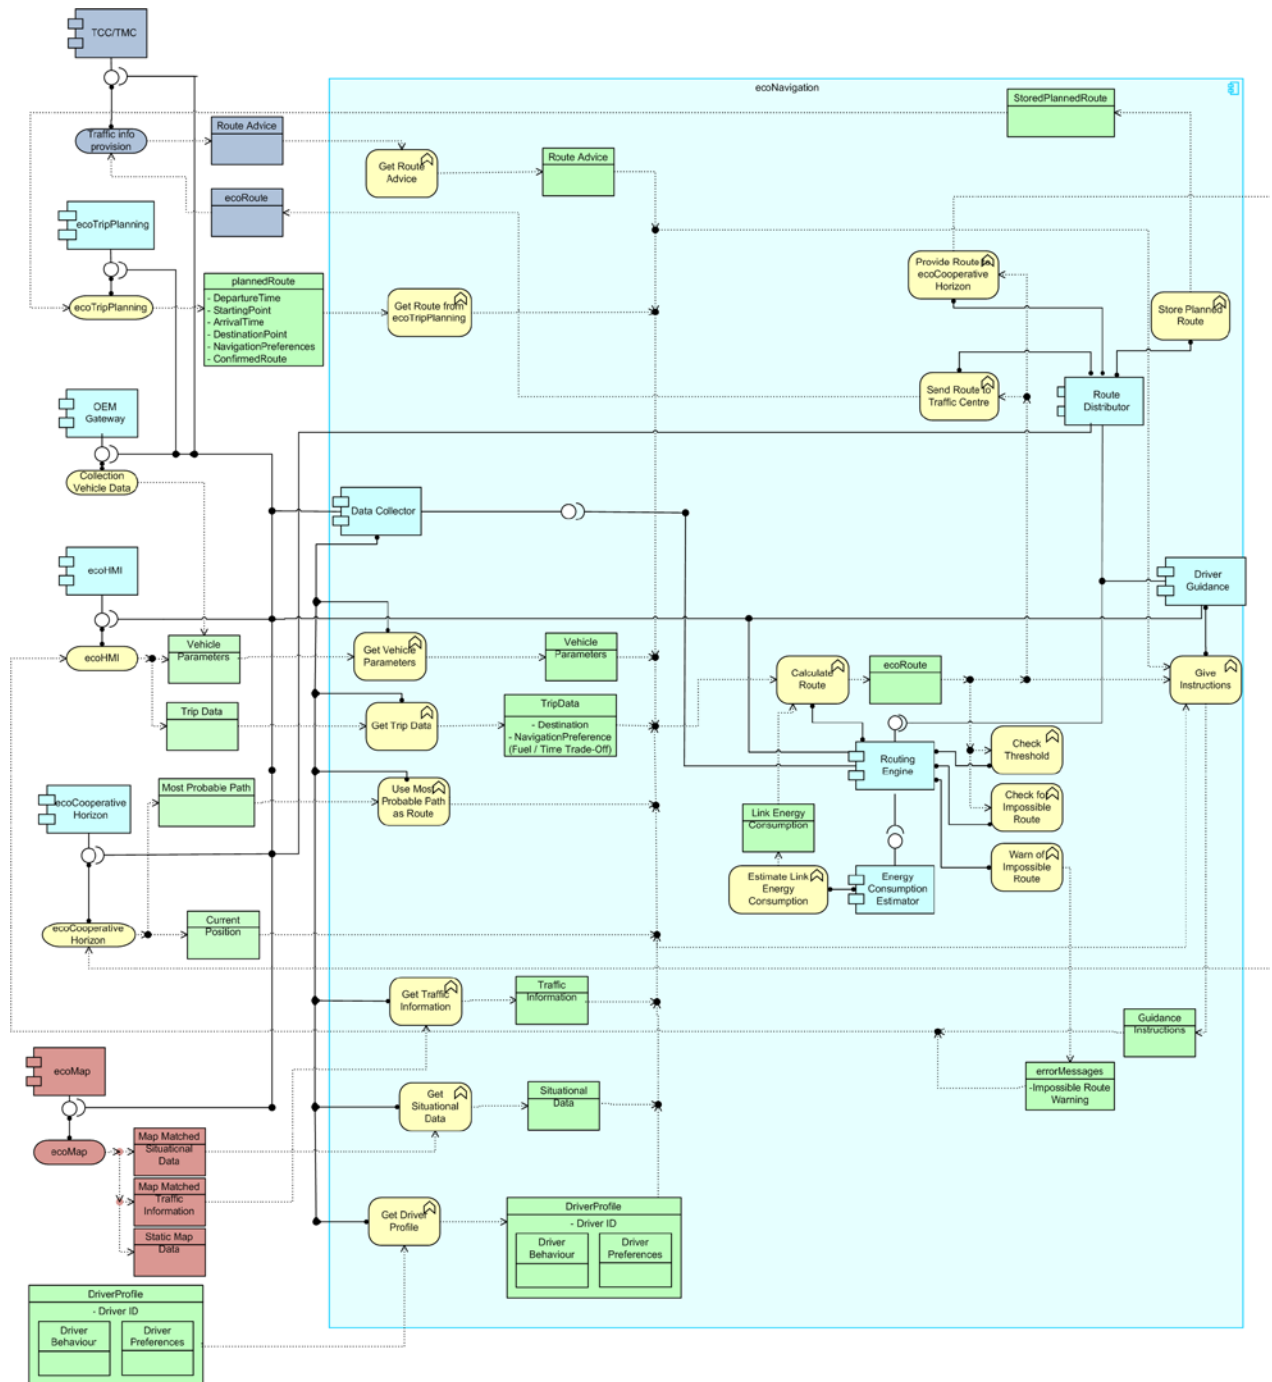 TCC/TMC
ecoNavigation
StoredPlannedRoute
Traffic info
provision
Route Advice
Get Route
Advice
Route Advice
ecoRoute
ecoTripPlanning
Provide Route to
ecoCooperative
Horizon
ecoTripPlanning
plannedRoute
- DepartureTime
- StartingPoint
- ArrivalTime
- DestinationPoint
- NavigationPreferences
- ConfirmedRoute
Get Route from
ecoTripPlanning
Store Planned
Route
Send Route to
Traffic Centre
Route
Distributor
OEM
Gateway
Collection
Vehicle Data
Data Collector
ecoHMI
Driver
Guidance
ecoHMI
Vehicle
Parameters
Get Vehicle
Parameters
Vehicle
Parameters
Calculate
Route
ecoRoute
Give
Instructions
Trip Data
Get Trip Data
TripData
- Destination
- NavigationPreference
(Fuel / Time Trade-Off)
Check
Threshold
Routing
Engine
ecoCooperative
Horizon
Most Probable Path
Use Most
Probable Path
as Route
Check for
Impossible
Route
Link Energy
Consumption
Warn of
Impossible
Route
Estimate Link
Energy
Consumption
Energy
Consumption
Estimator
ecoCooperative
Horizon
Current
Position
Get Traffic
Information
Traffic
Information
Guidance
Instructions
ecoMap
errorMessages
-Impossible Route
Warning
Get
Situational
Data
Situational
Data
ecoMap
Map Matched
Situational
Data
Map Matched
Traffic
Information
Static Map
Data
Get Driver
Profile
DriverProfile
- Driver ID
Driver
Behaviour
Driver
Preferences
DriverProfile
- Driver ID
Driver
Behaviour
Driver
Preferences